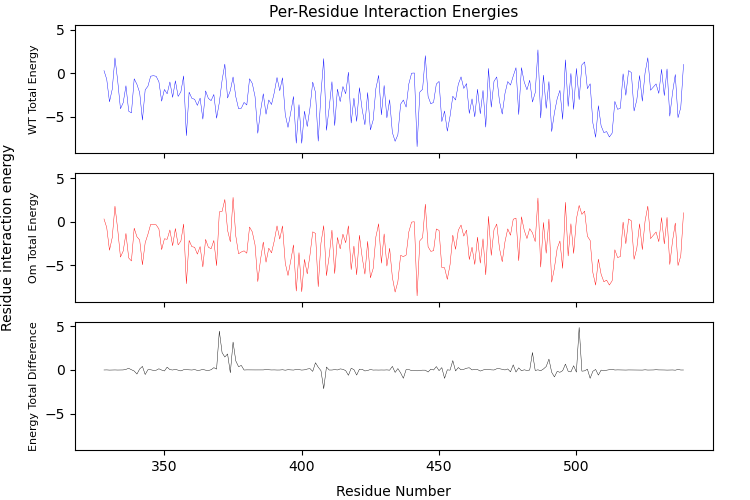 Per-Residue Interaction Energies
Residue interaction energy
WT Total Energy
5
0
−5
Om Total Energy
5
0
−5
Energy Total Difference
5
0
−5
350
400
450
500
Residue Number